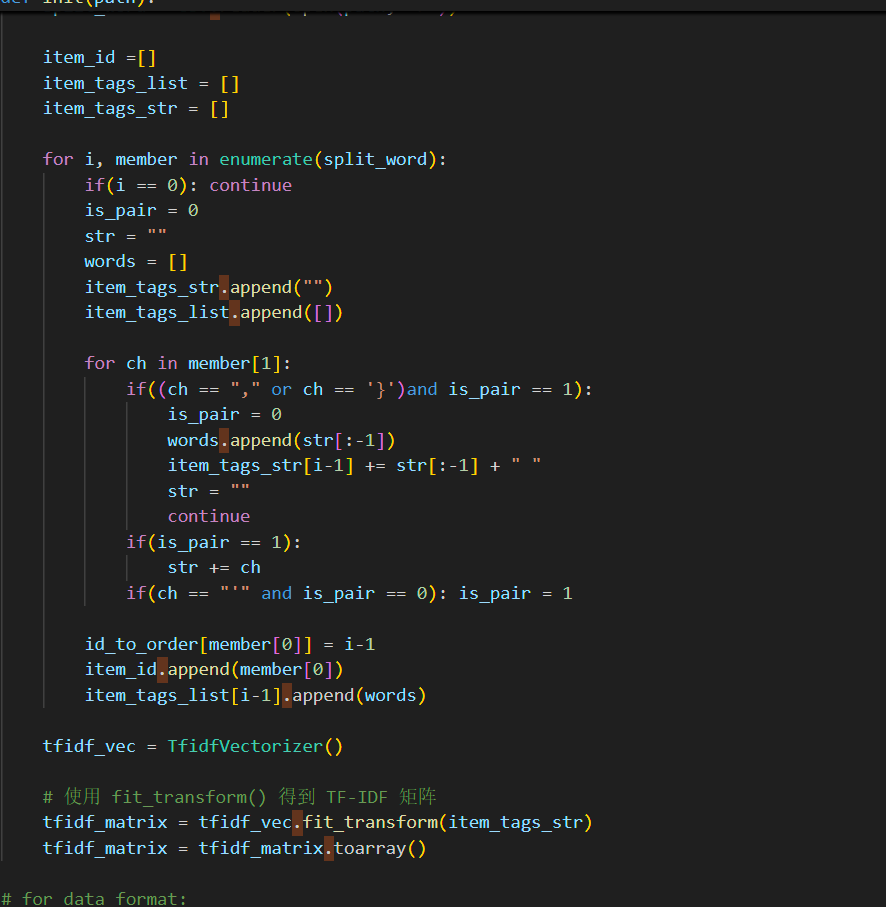 def init(path):
    item_id =[]
    item_tags_list = []
    item_tags_str = []
    for i, member in enumerate(split_word):
        if(i == 0): continue
        is_pair = 0
        str = ""
        words = []
        item_tags_str.append("")
        item_tags_list.append([])
        for ch in member[1]:
            if((ch == "," or ch == '}')and is_pair == 1):
                is_pair = 0
                words.append(str[:-1])
                item_tags_str[i-1] += str[:-1] + " "
                str = ""
                continue
            if(is_pair == 1):
                str += ch
            if(ch == "'" and is_pair == 0): is_pair = 1
        id_to_order[member[0]] = i-1
        item_id.append(member[0])
        item_tags_list[i-1].append(words)
    tfidf_vec = TfidfVectorizer()
    # 使用 fit_transform() 得到 TF-IDF 矩阵
    tfidf_matrix = tfidf_vec.fit_transform(item_tags_str)
    tfidf_matrix = tfidf_matrix.toarray()
# for data format: